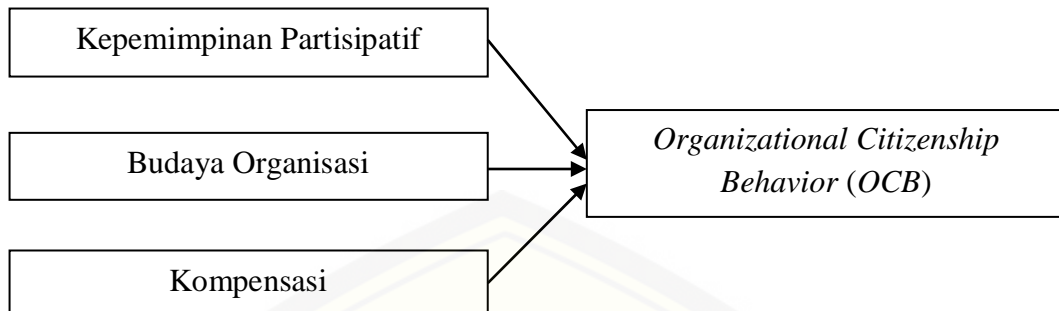 Kepemimpinan Partisipatif
Budaya Organisasi
Kompensasi
Organizational Citizenship
Behavior (OCB)